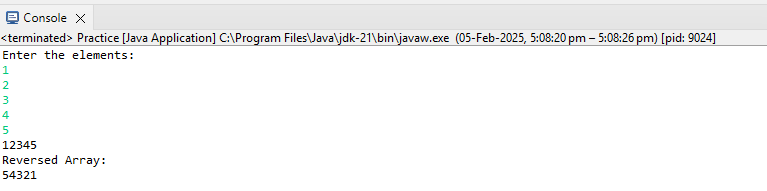 Console
<terminated> Practice [Java Application] C:\Program Files\Java\jdk-21\bin\javaw.exe (05-Feb-2025, 5:08:20 pm – 5:08:26 pm) [pid: 9024]
Enter the elements:
1
2
3
4
5
12345
Reversed Array:
54321